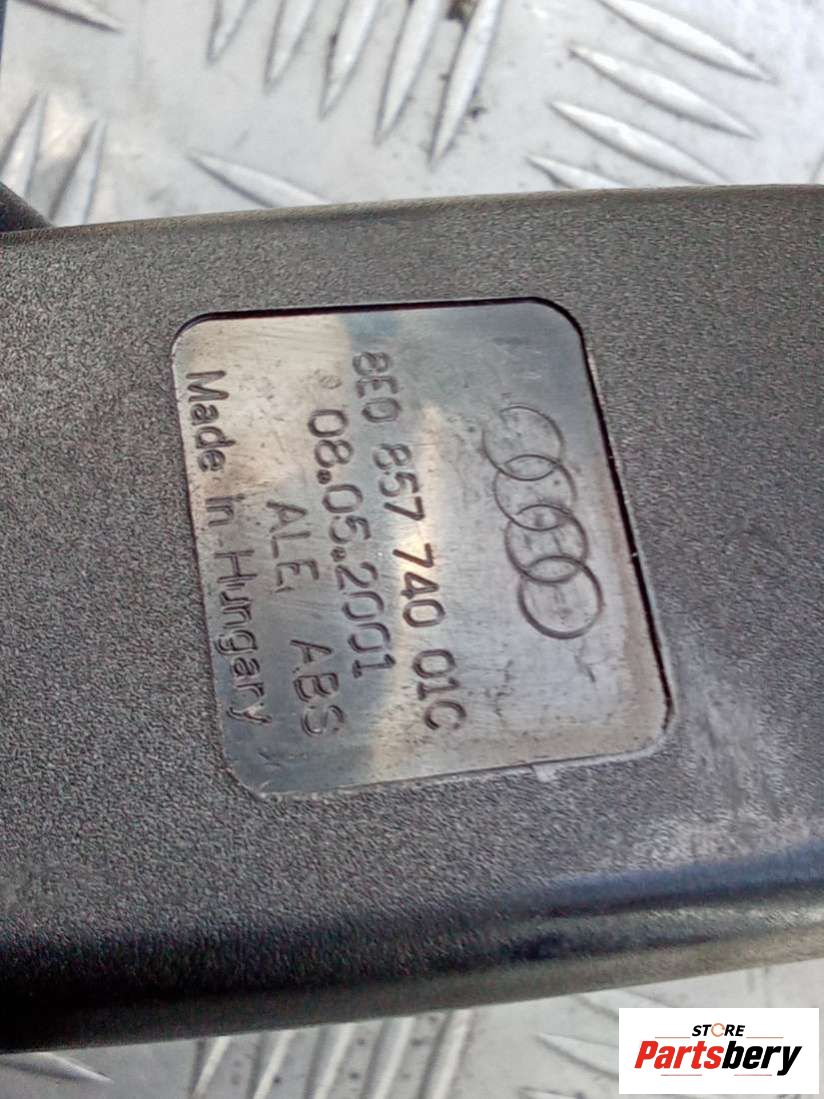 8E0 857 740 01C
08.05.2001
ALE ABS
Made in Hungary
STORE
Partsbery